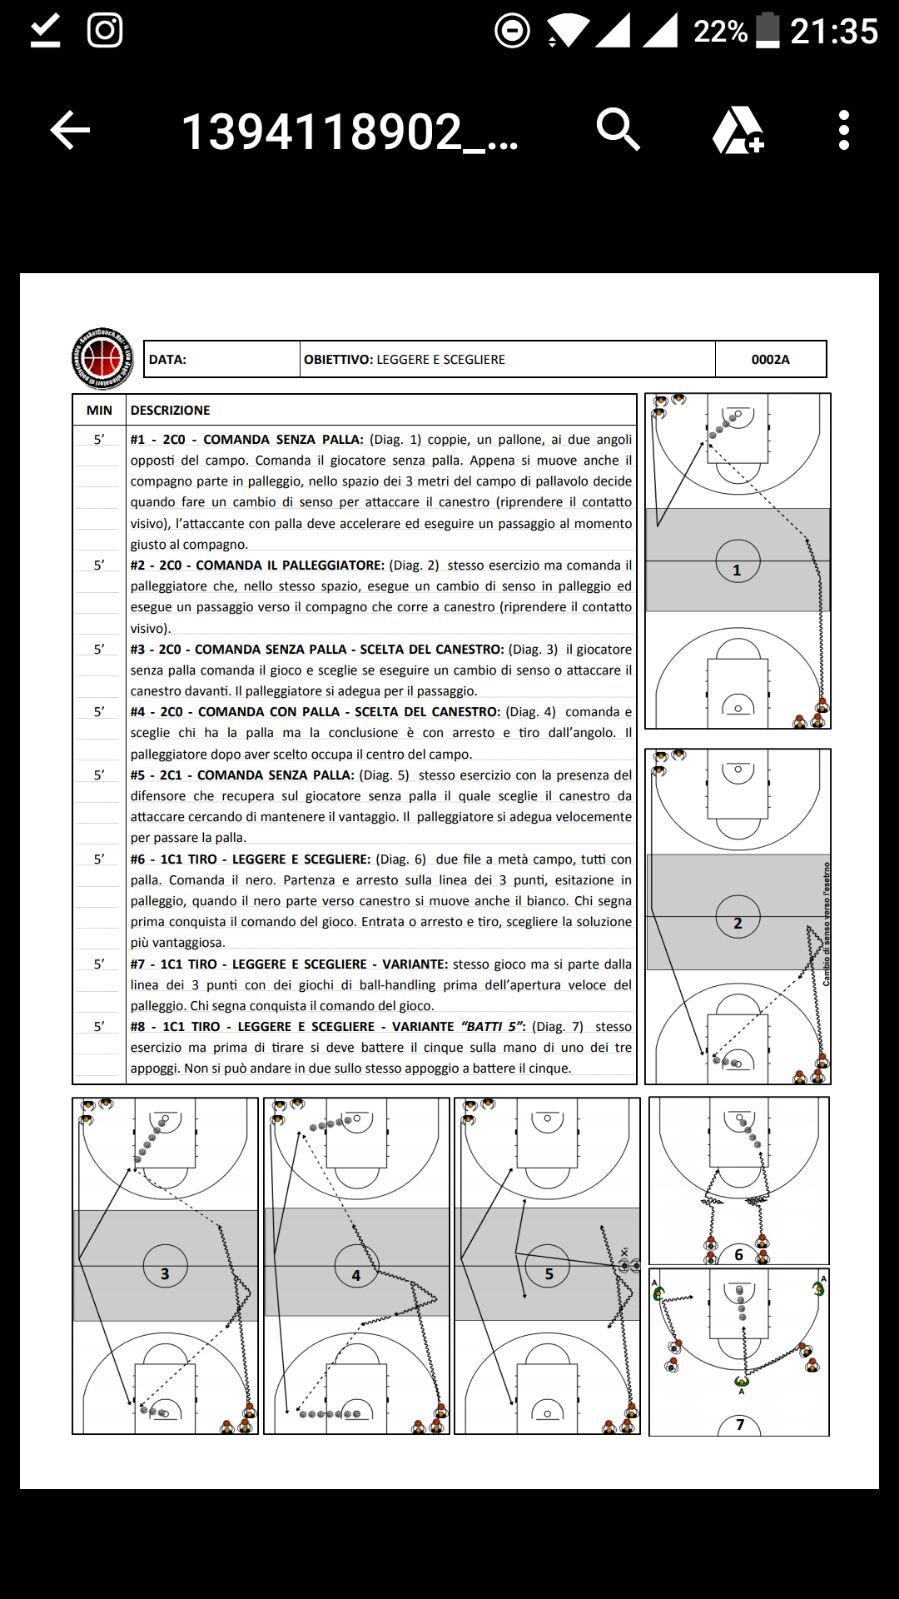 22% 21:35
1394118902_...
DATA: OBIETTIVO: LEGGERE E SCEGLIERE 0002A
MIN DESCRIZIONE
5’ #1 - 2C0 - COMANDA SENZA PALLA: (Diag. 1) coppie, un pallone, ai due angoli
opposti del campo. Comanda il giocatore senza palla. Appena si muove anche il
compagno parte in palleggio, nello spazio dei 3 metri del campo di pallavolo decide
quando fare un cambio di senso per attaccare il canestro (riprendere il contatto
visivo), l’attaccante con palla deve accelerare ed eseguire un passaggio al momento
giusto al compagno.
5’ #2 - 2C0 - COMANDA IL PALLEGGIATORE: (Diag. 2) stesso esercizio ma comanda il
palleggiatore che, nello stesso spazio, esegue un cambio di senso in palleggio ed
esegue un passaggio verso il compagno che corre a canestro (riprendere il contatto
visivo).
5’ #3 - 2C0 - COMANDA SENZA PALLA - SCELTA DEL CANESTRO: (Diag. 3) il giocatore
senza palla comanda il gioco e sceglie se eseguire un cambio di senso o attaccare il
canestro davanti. Il palleggiatore si adegua per il passaggio.
5’ #4 - 2C0 - COMANDA CON PALLA - SCELTA DEL CANESTRO: (Diag. 4) comanda e
sceglie chi ha la palla ma la conclusione è con arresto e tiro dall’angolo. Il
palleggiatore dopo aver scelto occupa il centro del campo.
5’ #5 - 2C1 - COMANDA SENZA PALLA: (Diag. 5) stesso esercizio con la presenza del
difensore che recupera sul giocatore senza palla il quale sceglie il canestro da
attaccare cercando di mantenere il vantaggio. Il palleggiatore si adegua velocemente
per passare la palla.
5’ #6 - 1C1 TIRO - LEGGERE E SCEGLIERE: (Diag. 6) due file a metà campo, tutti con
palla. Comanda il nero. Partenza e arresto sulla linea dei 3 punti, esitazione in
palleggio, quando il nero parte verso canestro si muove anche il bianco. Chi segna
prima conquista il comando del gioco. Entrata o arresto e tiro, scegliere la soluzione
più vantaggiosa.
5’ #7 - 1C1 TIRO - LEGGERE E SCEGLIERE - VARIANTE: stesso gioco ma si parte dalla
linea dei 3 punti con dei giochi di ball-handling prima dell’apertura veloce del
palleggio. Chi segna conquista il comando del gioco.
5’ #8 - 1C1 TIRO - LEGGERE E SCEGLIERE - VARIANTE “BATTI 5”: (Diag. 7) stesso
esercizio ma prima di tirare si deve battere il cinque sulla mano di uno dei tre
appoggi. Non si può andare in due sullo stesso appoggio a battere il cinque.
1
2
Cambio di senso verso l'esetrno
3
4
5
X
6
A
A
A
7